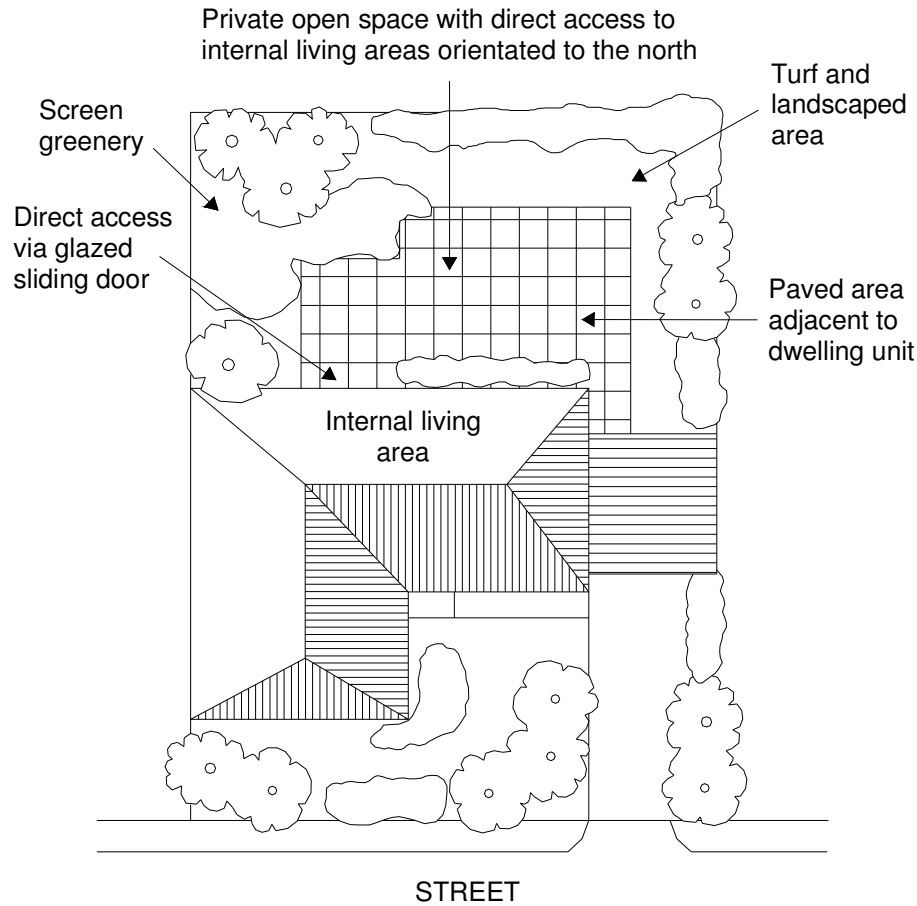 Private open space with direct access to
internal living areas orientated to the north
Turf and
landscaped
area
Screen
greenery
Direct access
via glazed
sliding door
Paved area
adjacent to
dwelling unit
Internal living
area
STREET